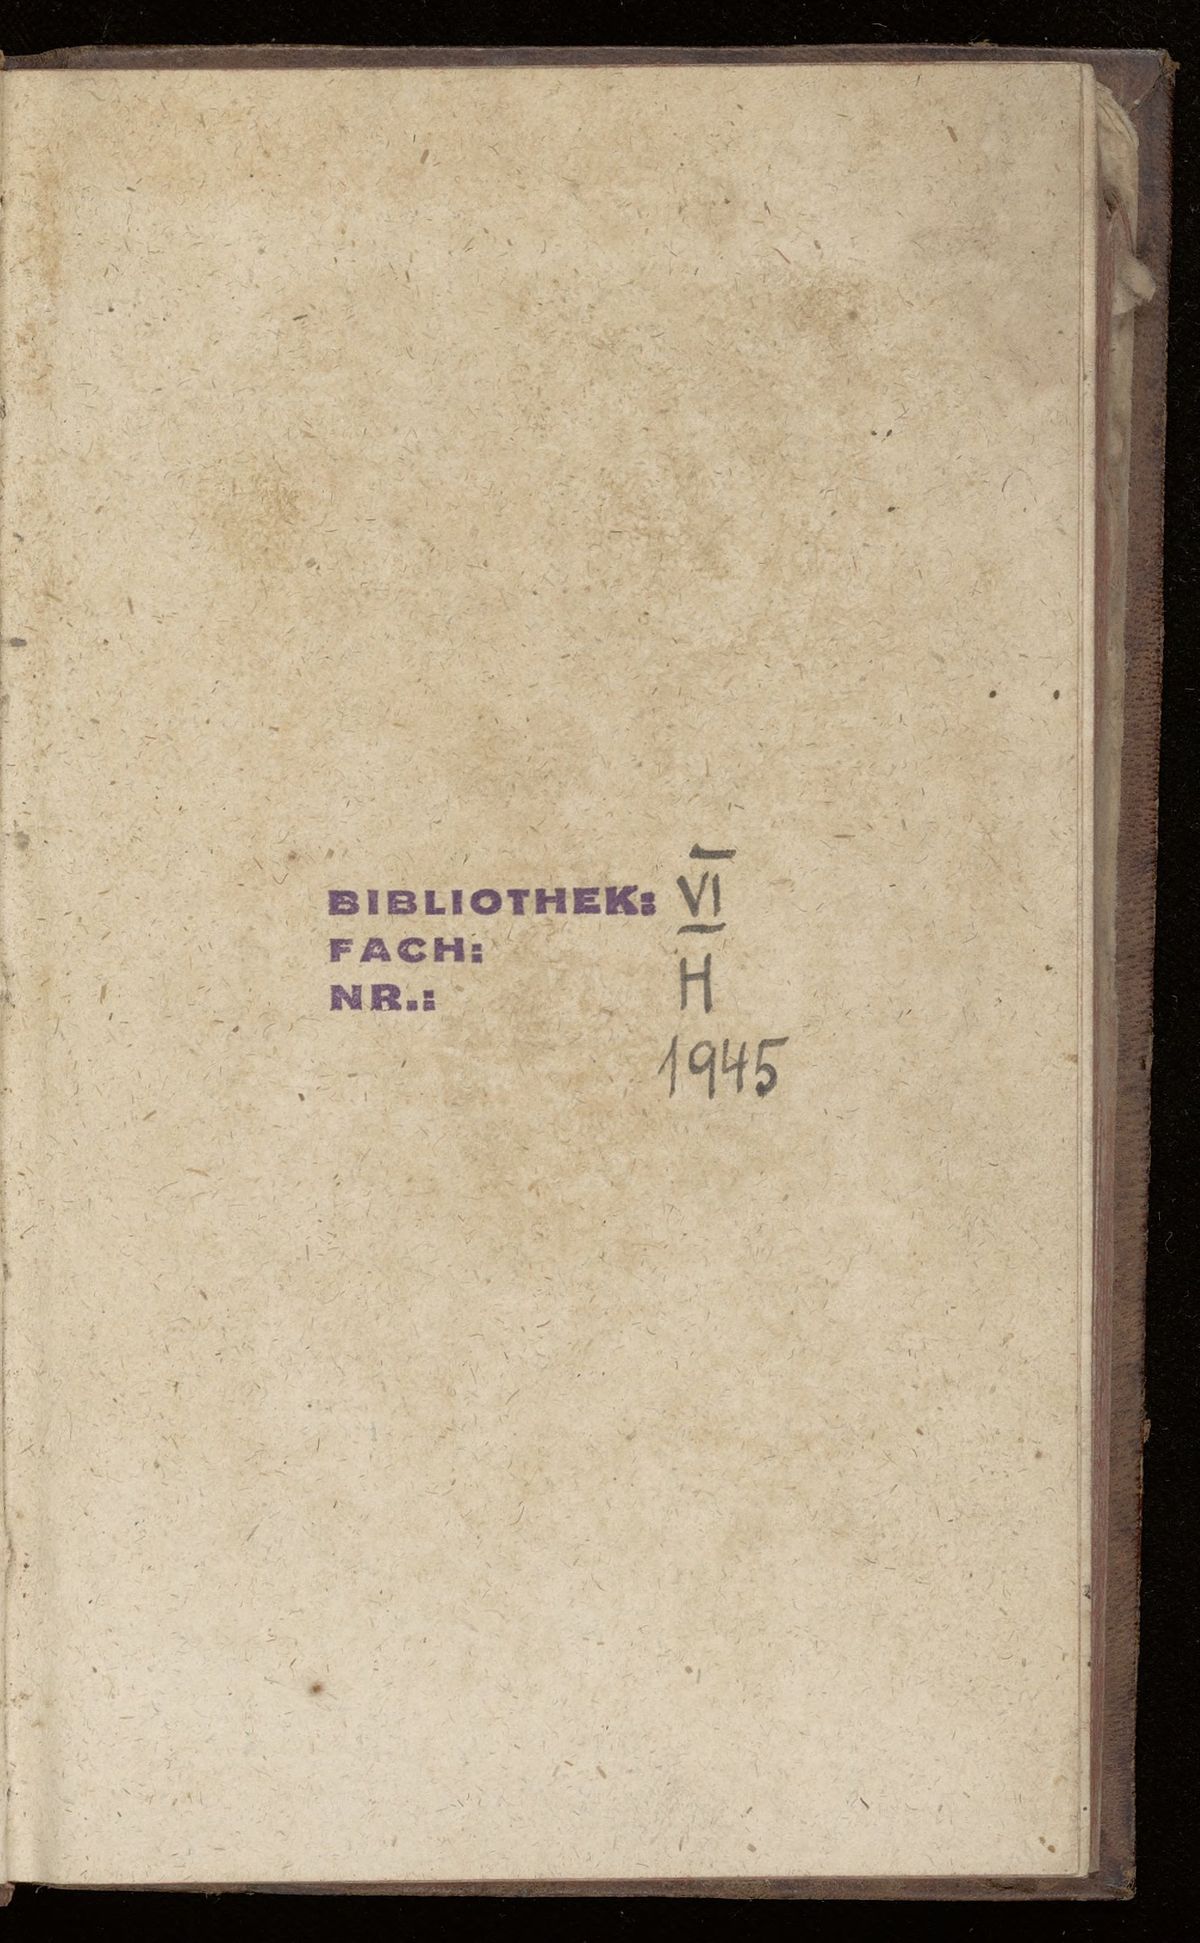 BIBLIOTHEK: VI
FACH: H
NR.: 1945